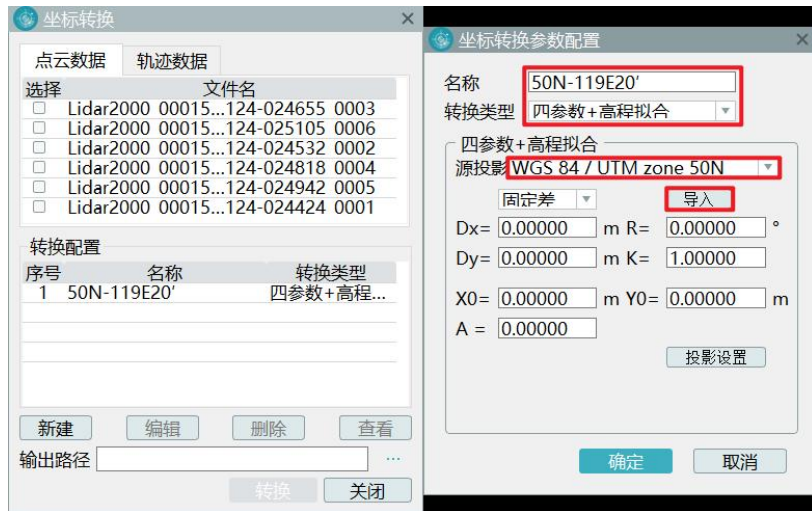 坐标转换
点云数据 轨迹数据
选择 文件名
Lidar2000 00015...124-024655 0003
Lidar2000 00015...124-025105 0006
Lidar2000 00015...124-024532 0002
Lidar2000 00015...124-024818 0004
Lidar2000 00015...124-024942 0005
Lidar2000 00015...124-024424 0001
转换配置
序号 名称 转换类型
1 50N-119E20′ 四参数+高程...
新建 编辑 删除 查看
输出路径 ...
转换 关闭
坐标转换参数配置
名称 50N-119E20′
转换类型 四参数+高程拟合
四参数+高程拟合
源投影 WGS 84 / UTM zone 50N
固定差 导入
Dx= 0.00000 m R= 0.00000 °
Dy= 0.00000 m K= 1.00000
X0= 0.00000 m Y0= 0.00000 m
A = 0.00000
投影设置
确定 取消